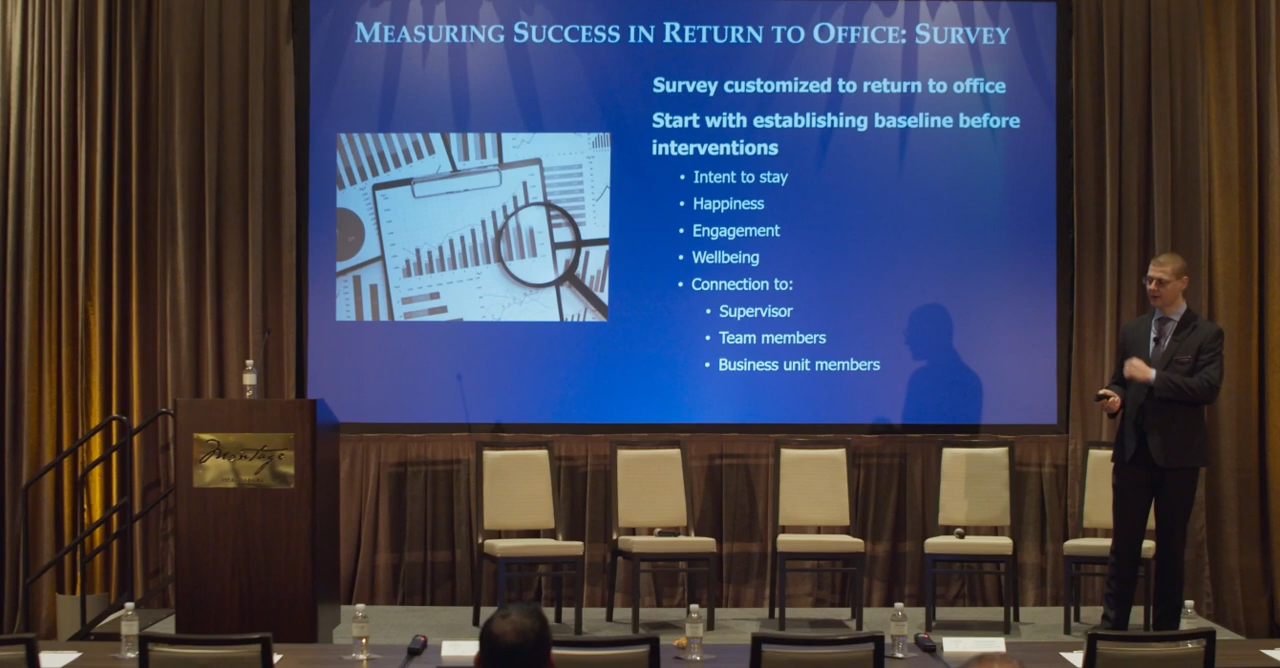 MEASURING SUCCESS IN RETURN TO OFFICE: SURVEY
Survey customized to return to office
Start with establishing baseline before
interventions
• Intent to stay
• Happiness
• Engagement
• Wellbeing
• Connection to:
• Supervisor
• Team members
• Business unit members
Montage